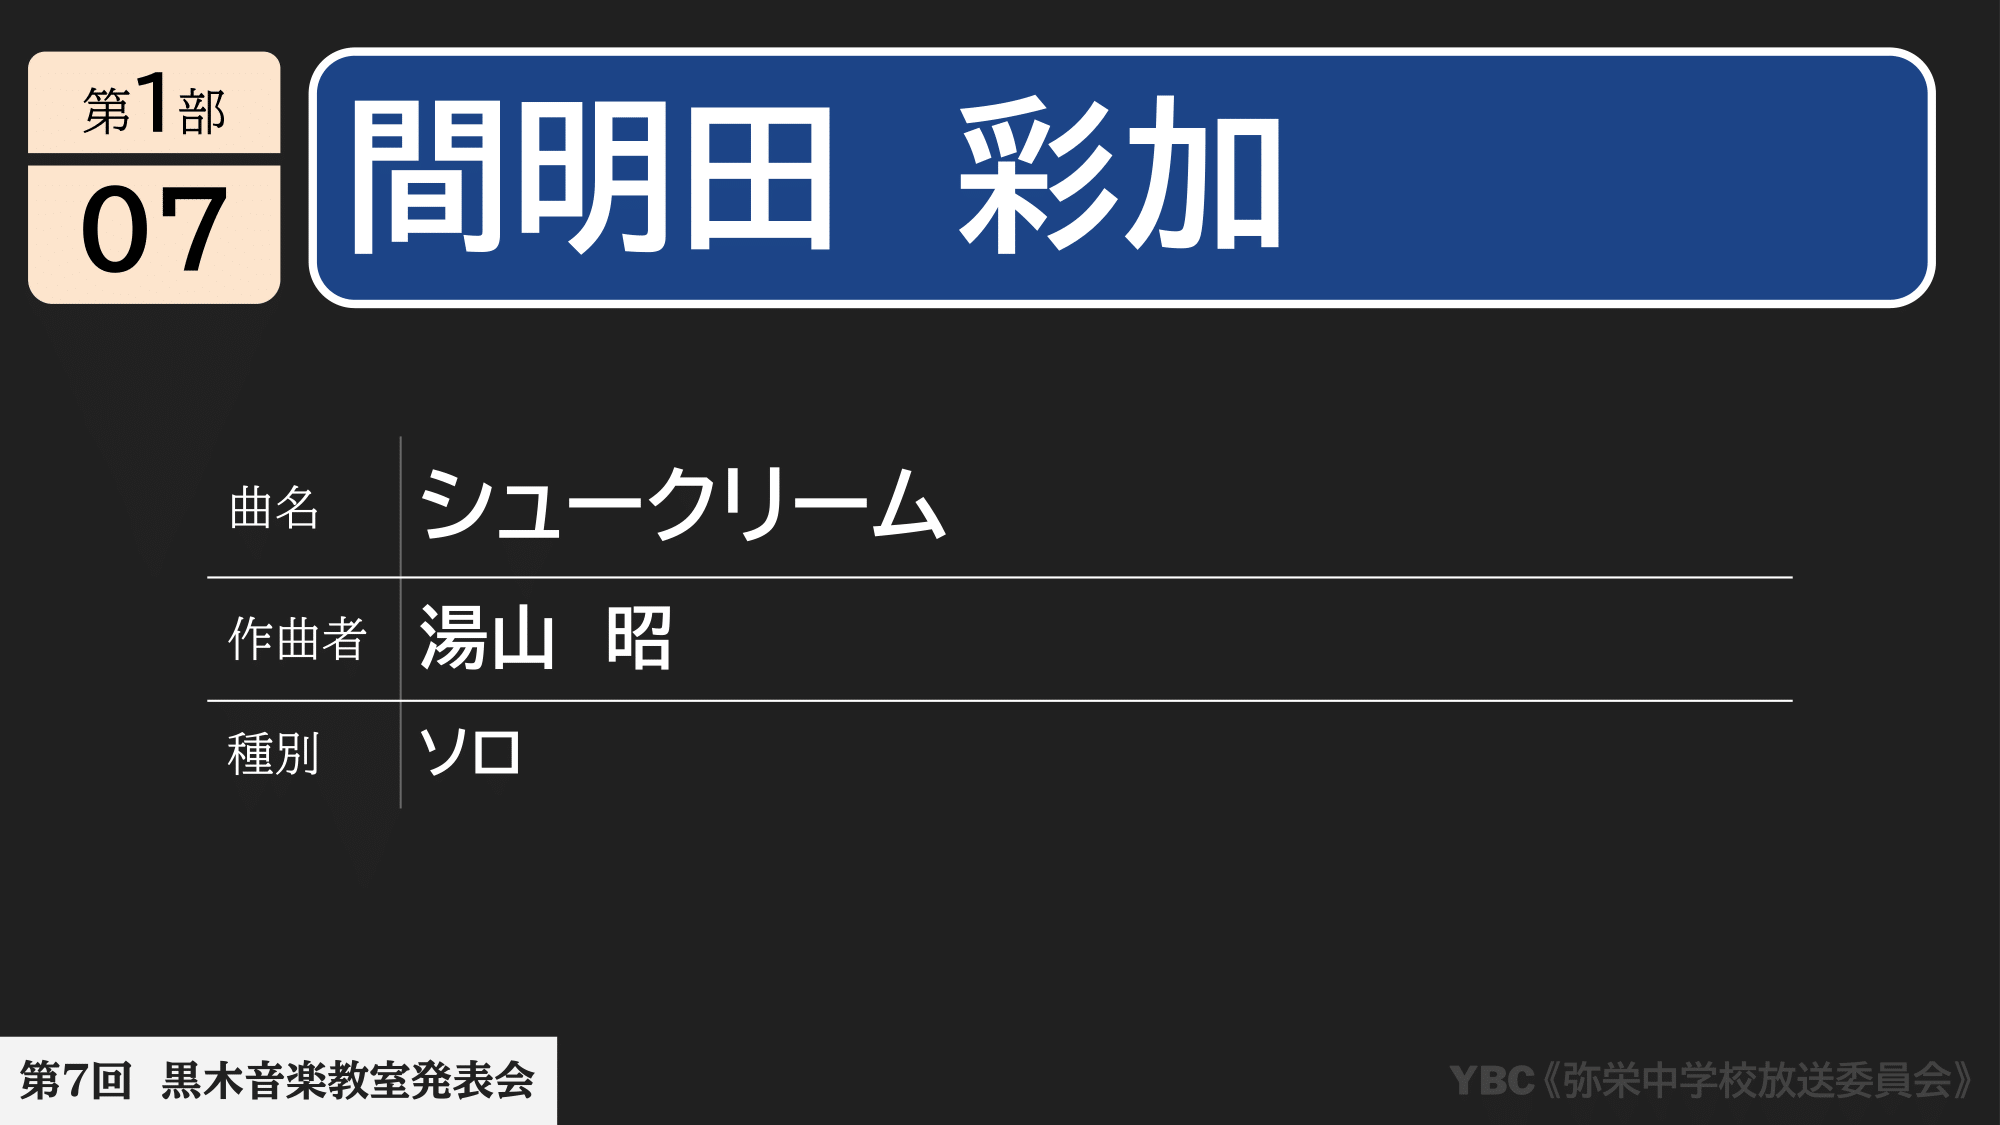 第1部
07
間明田 彩加
曲名 シュークリーム
作曲者 湯山 昭
種別 ソロ
第7回 黒木音楽教室発表会
YBC《弥栄中学校放送委員会》